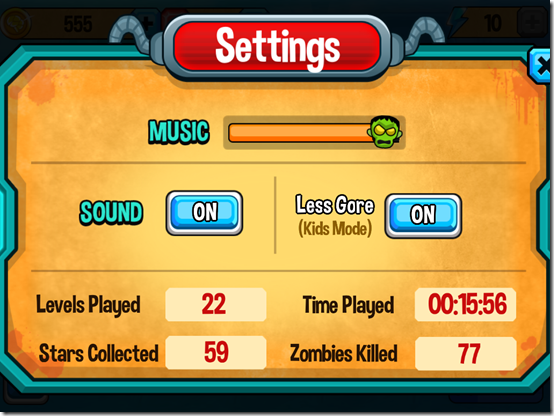 555
10
Settings
MUSIC
SOUND ON
Less Gore
(Kids Mode)
ON
Levels Played 22
Time Played 00:15:56
Stars Collected 59
Zombies Killed 77